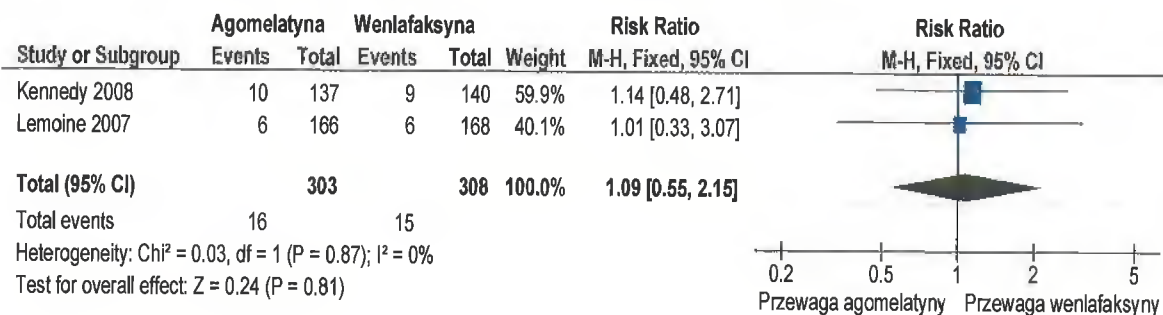 Agomelatyna Wenlafaksyna Risk Ratio Risk Ratio
Study or Subgroup Events Total Events Total Weight M-H, Fixed, 95% CI M-H, Fixed, 95% CI
Kennedy 2008 10 137 9 140 59.9% 1.14 [0.48, 2.71]
Lemoine 2007 6 166 6 168 40.1% 1.01 [0.33, 3.07]
Total (95% CI) 303 308 100.0% 1.09 [0.55, 2.15]
Total events 16 15
Heterogeneity: Chi² = 0.03, df = 1 (P = 0.87); I² = 0%
Test for overall effect: Z = 0.24 (P = 0.81)
0.2 0.5 1 2 5
Przewaga agomelatyny Przewaga wenlafaksyny